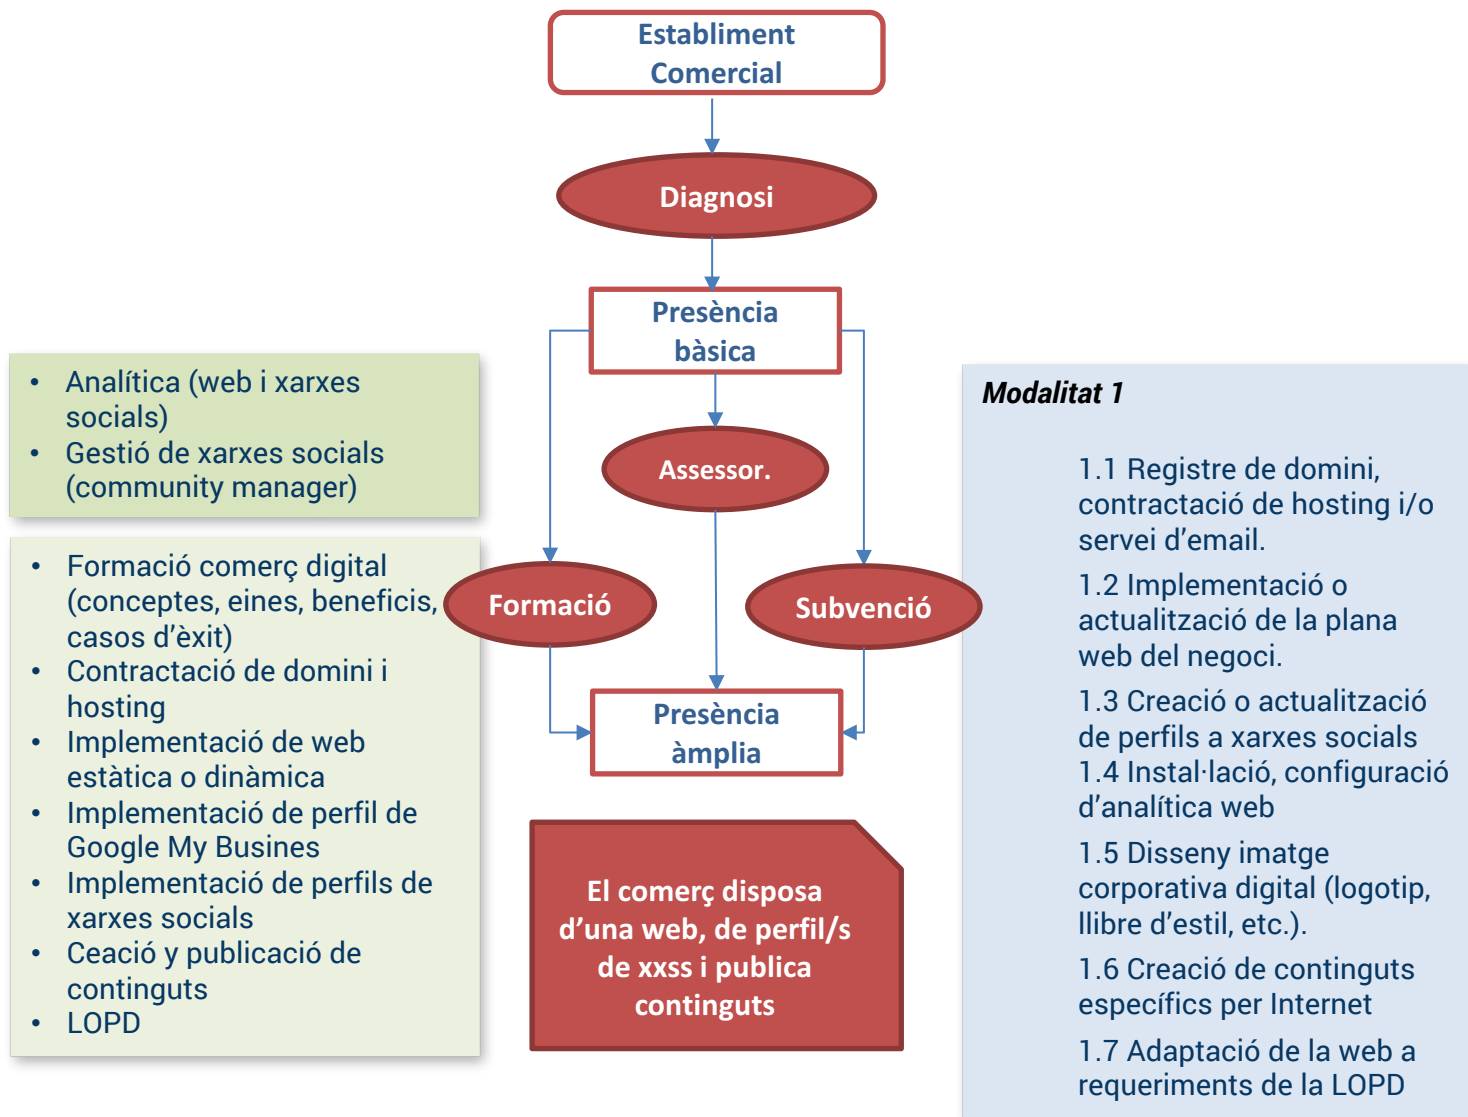 Establiment
Comercial
Diagnosi
Presència
bàsica
Assessor.
Formació
Subvenció
Presència
àmplia
El comerç disposa
d’una web, de perfil/s
de xxss i publica
continguts
• Analítica (web i xarxes
socials)
• Gestió de xarxes socials
(community manager)
• Formació comerç digital
(conceptes, eines, beneficis,
casos d’èxit)
• Contractació de domini i
hosting
• Implementació de web
estàtica o dinàmica
• Implementació de perfil de
Google My Busines
• Implementació de perfils de
xarxes socials
• Ceació y publicació de
continguts
• LOPD
Modalitat 1
1.1 Registre de domini,
contractació de hosting i/o
servei d’email.
1.2 Implementació o
actualització de la plana
web del negoci.
1.3 Creació o actualització
de perfils a xarxes socials
1.4 Instal·lació, configuració
d’analítica web
1.5 Disseny imatge
corporativa digital (logotip,
llibre d’estil, etc.).
1.6 Creació de continguts
específics per Internet
1.7 Adaptació de la web a
requeriments de la LOPD